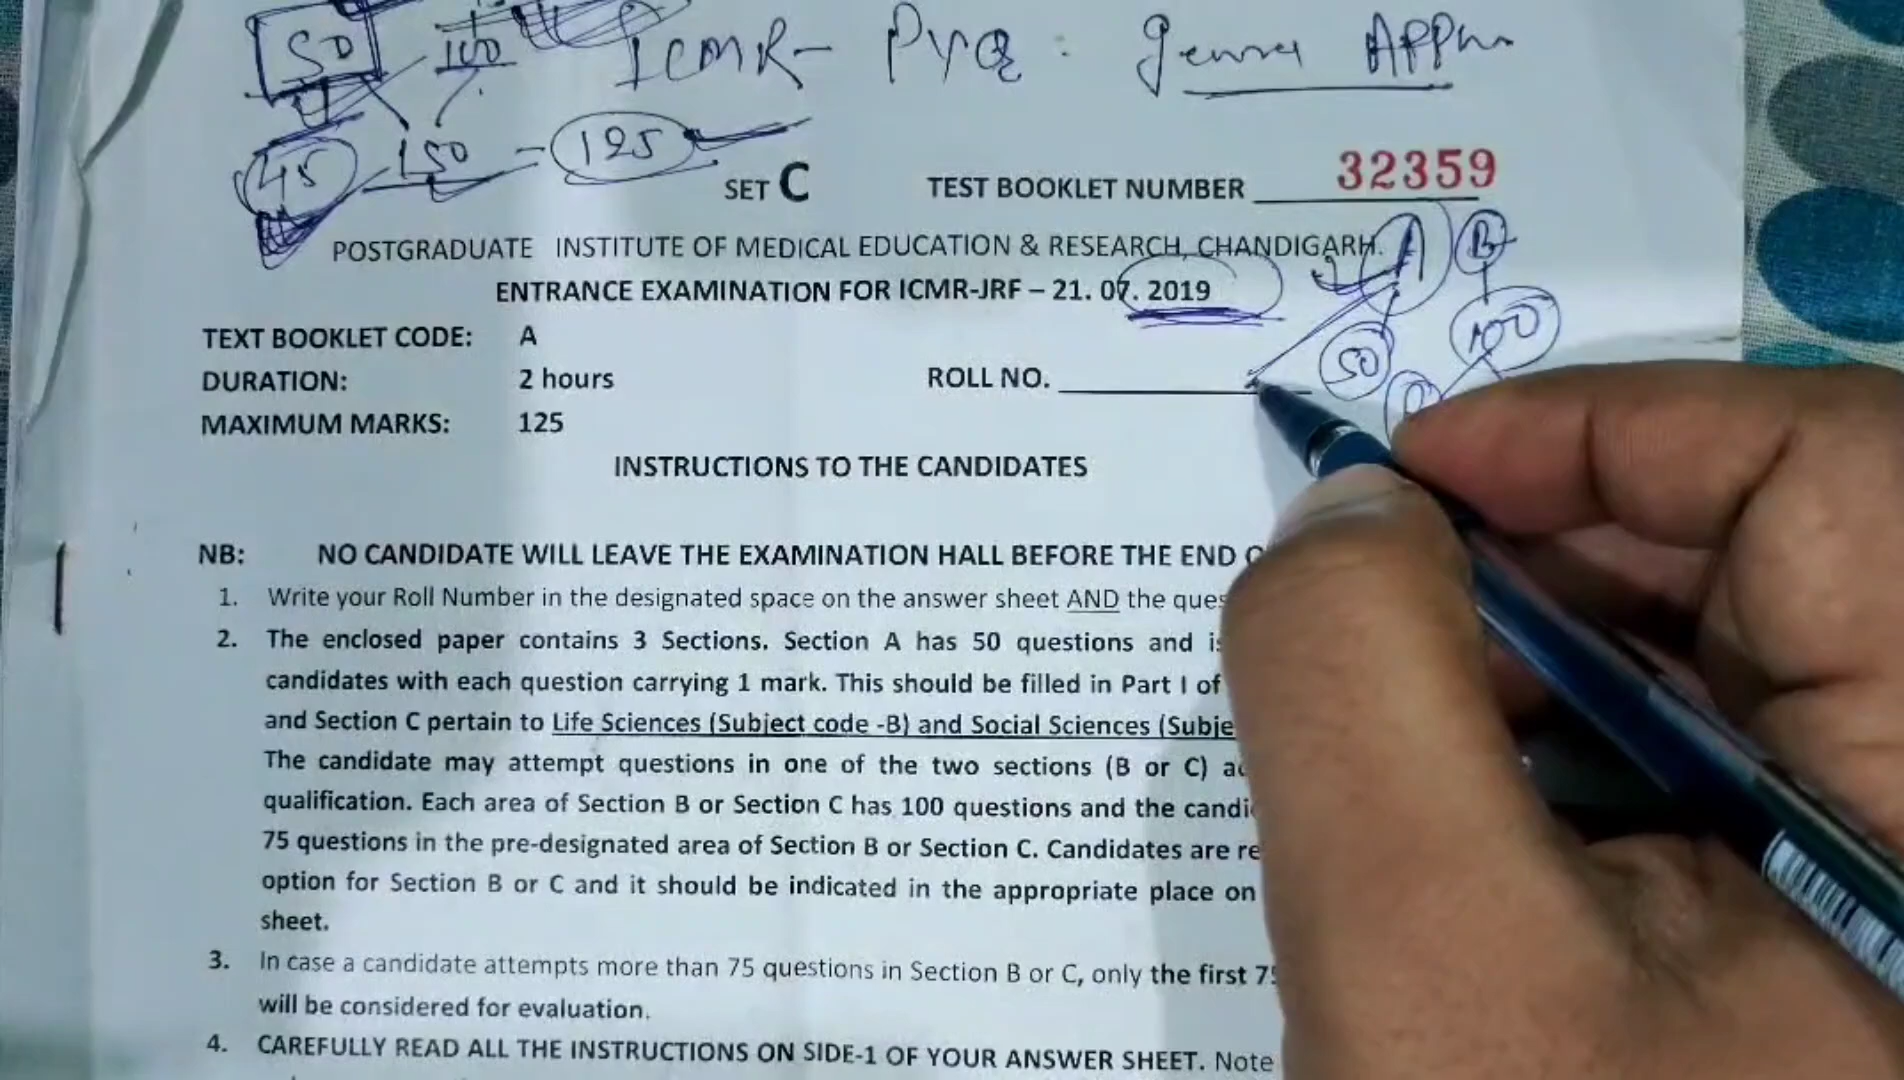 50 100 ICMR- PYQ:
45 150 = 125
SET C TEST BOOKLET NUMBER 32359
POSTGRADUATE INSTITUTE OF MEDICAL EDUCATION & RESEARCH, CHANDIGARH. A B
ENTRANCE EXAMINATION FOR ICMR-JRF – 21. 07. 2019
TEXT BOOKLET CODE: A 50 100
DURATION: 2 hours ROLL NO.
MAXIMUM MARKS: 125
INSTRUCTIONS TO THE CANDIDATES
NB: NO CANDIDATE WILL LEAVE THE EXAMINATION HALL BEFORE THE END
1. Write your Roll Number in the designated space on the answer sheet AND the
2. The enclosed paper contains 3 Sections. Section A has 50 questions and
candidates with each question carrying 1 mark. This should be filled in Part I of
and Section C pertain to Life Sciences (Subject code -B) and Social Sciences
The candidate may attempt questions in one of the two sections (B or C)
qualification. Each area of Section B or Section C has 100 questions and the
75 questions in the pre-designated area of Section B or Section C. Candidates are
option for Section B or C and it should be indicated in the appropriate place on
sheet.
3. In case a candidate attempts more than 75 questions in Section B or C, only the first
will be considered for evaluation.
4. CAREFULLY READ ALL THE INSTRUCTIONS ON SIDE-1 OF YOUR ANSWER SHEET. Note